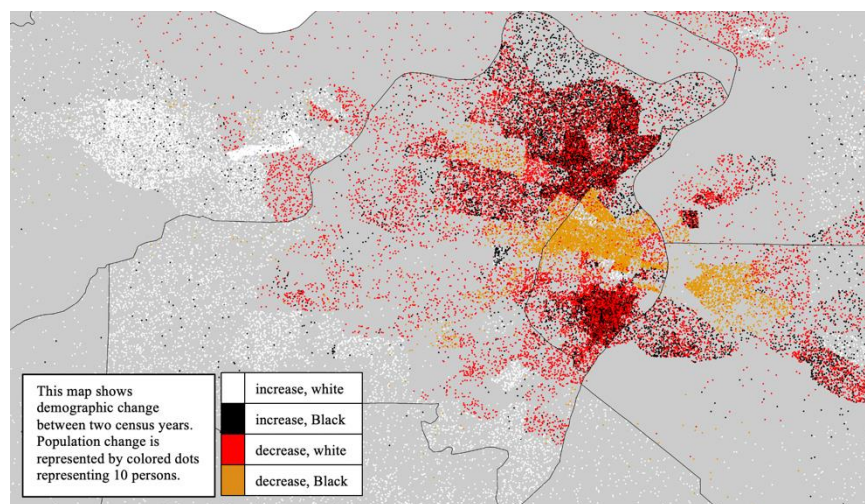 This map shows
demographic change
between two census years.
Population change is
represented by colored dots
representing 10 persons.
increase, white
increase, Black
decrease, white
decrease, Black